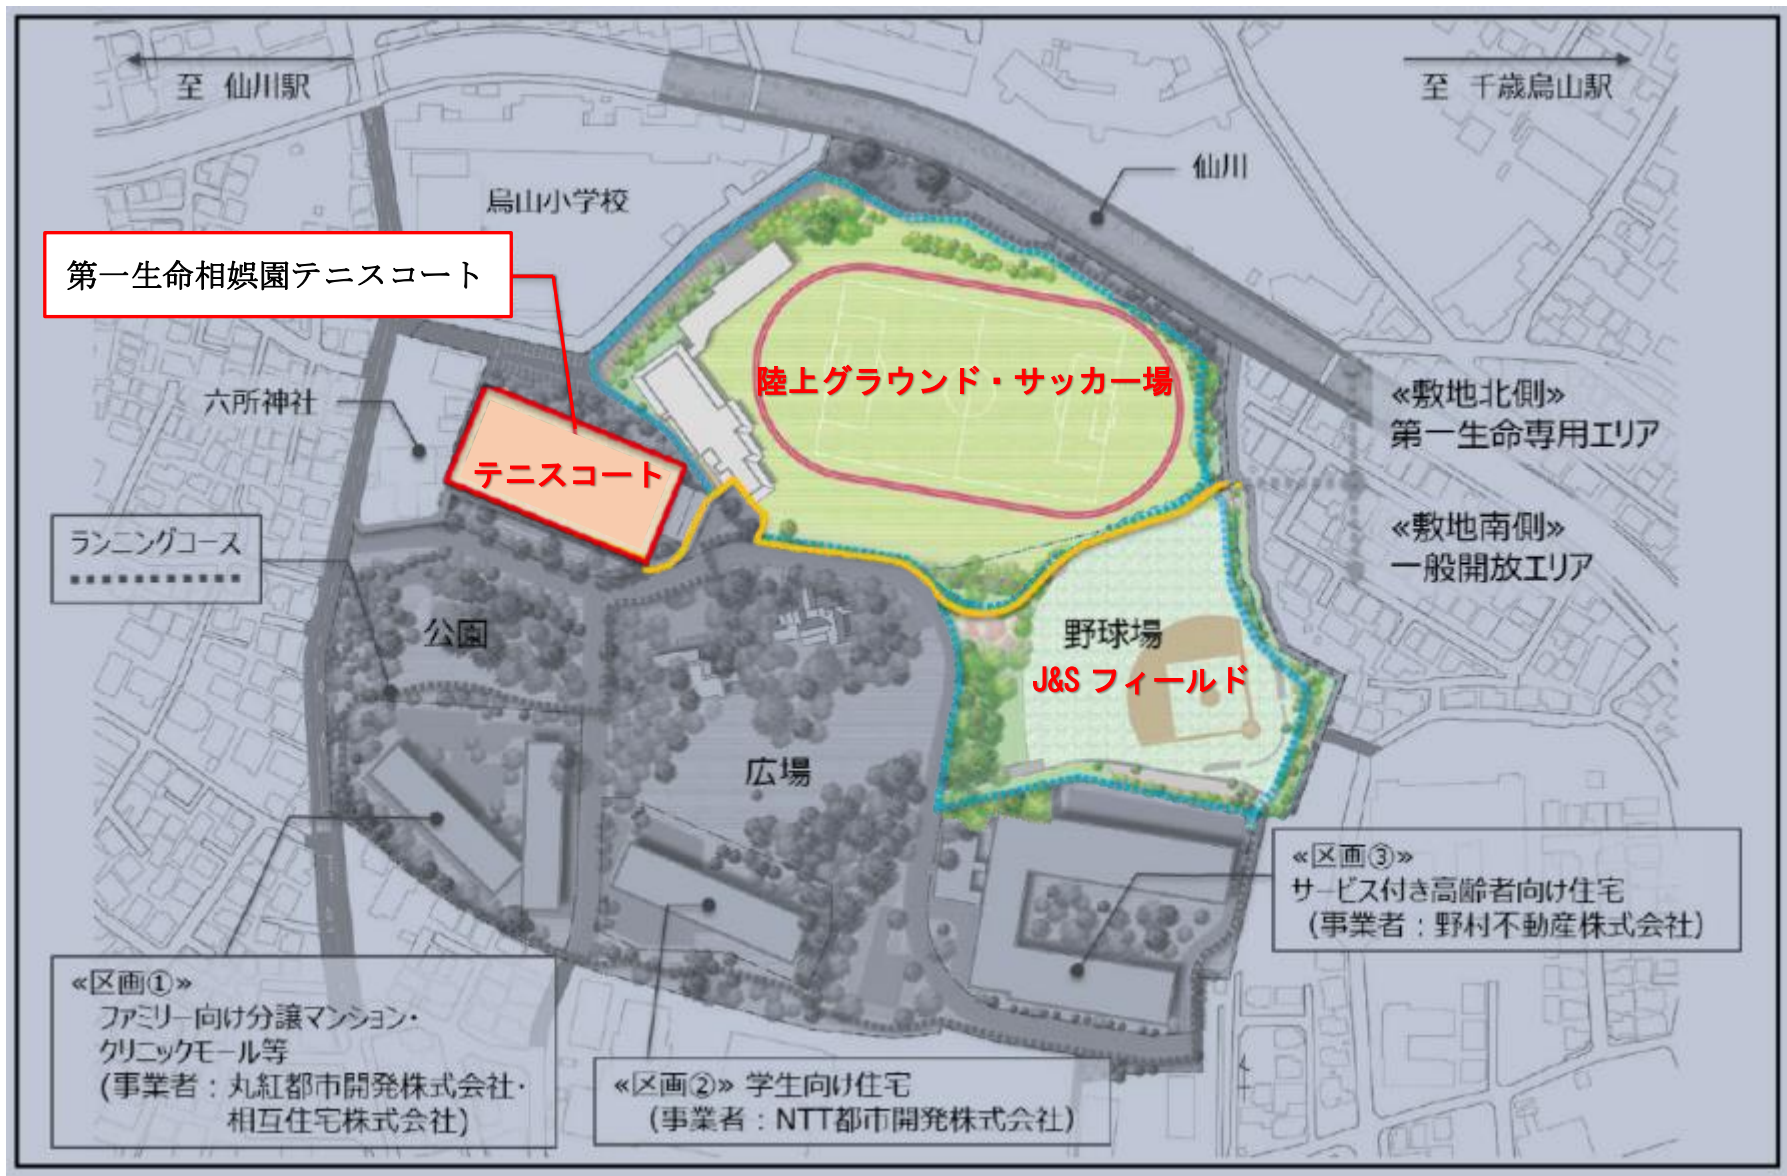 至 仙川駅
至 千歳烏山駅
仙川
烏山小学校
第一生命相娯園テニスコート
陸上グラウンド・サッカー場
六所神社
テニスコート
≪敷地北側≫
第一生命専用エリア
≪敷地南側≫
一般開放エリア
ランニングコース
公園
野球場
J&S フィールド
広場
≪区画③≫
サービス付き高齢者向け住宅
(事業者：野村不動産株式会社)
≪区画①≫
ファミリー向け分譲マンション・
クリニックモール等
(事業者：丸紅都市開発株式会社・
相互住宅株式会社)
≪区画②≫ 学生向け住宅
(事業者：NTT都市開発株式会社)